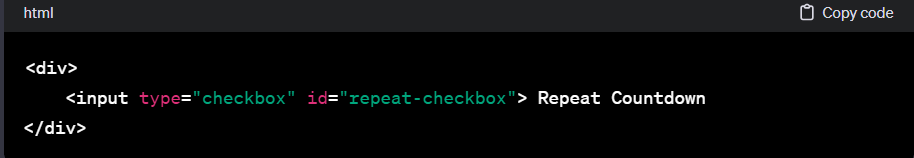 html
Copy code
<div>
<input type="checkbox" id="repeat-checkbox"> Repeat Countdown
</div>